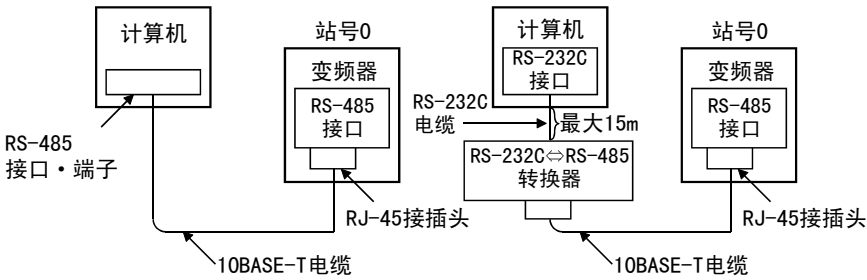 计算机
站号0
变频器
RS-485
接口
RS-485
接口·端子
RJ-45接插头
10BASE-T电缆
计算机
RS-232C
接口
RS-232C
电缆
最大15m
RS-232C⇔RS-485
转换器
站号0
变频器
RS-485
接口
RJ-45接插头
10BASE-T电缆